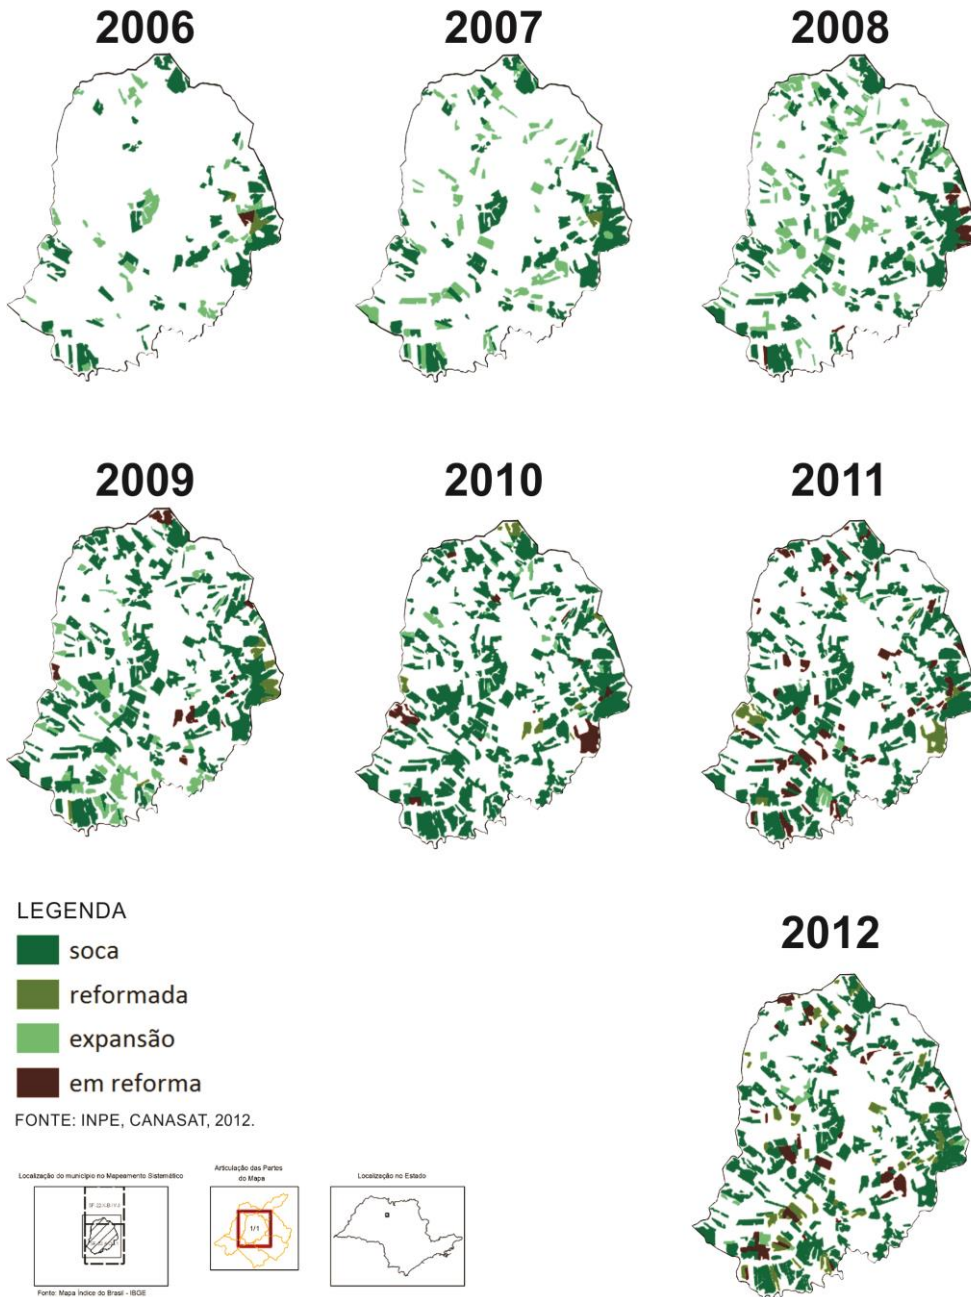 2006 2007 2008
2009 2010 2011
LEGENDA
soca
reformada
expansão
em reforma
FONTE: INPE, CANASAT, 2012.
2012
Localização do município no Mapeamento Sistemático
Articulação das Partes
do Mapa
Localização no Estado
1/1
Fonte: Mapa Índice do Brasil - IBGE